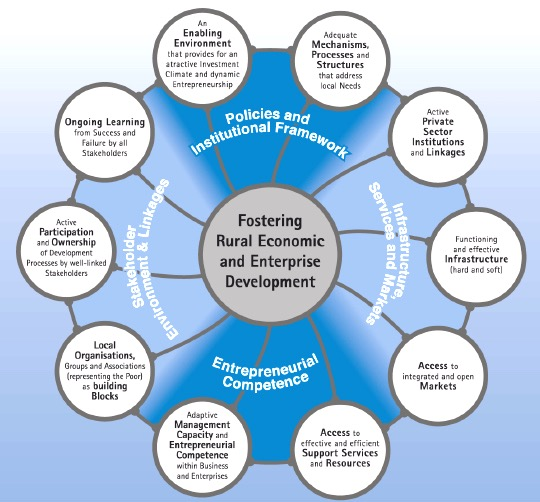 An
Enabling
Environment
that provides for an
atractive Investment
Climate and dynamic
Entrepreneurship
Adequate
Mechanisms,
Processes and
Structures
that address
local Needs
Active
Private
Sector
Institutions
and Linkages
Functioning
and effective
Infrastructure
(hard and soft)
Access to
integrated and open
Markets
Access to
effective and efficient
Support Services
and Resources
Adaptive
Management
Capacity and
Entrepreneurial
Competence
within Business
and Enterprises
Local
Organisations,
Groups and Associations
(representing the Poor)
as building
Blocks
Active
Participation
and Ownership
of Development
Processes by well-linked
Stakeholders
Ongoing Learning
from Success and
Failure by all
Stakeholders
Policies and
Institutional Framework
Infrastructure,
Services and Markets
Entrepreneurial
Competence
Stakeholder
Environment & Linkages
Fostering
Rural Economic
and Enterprise
Development